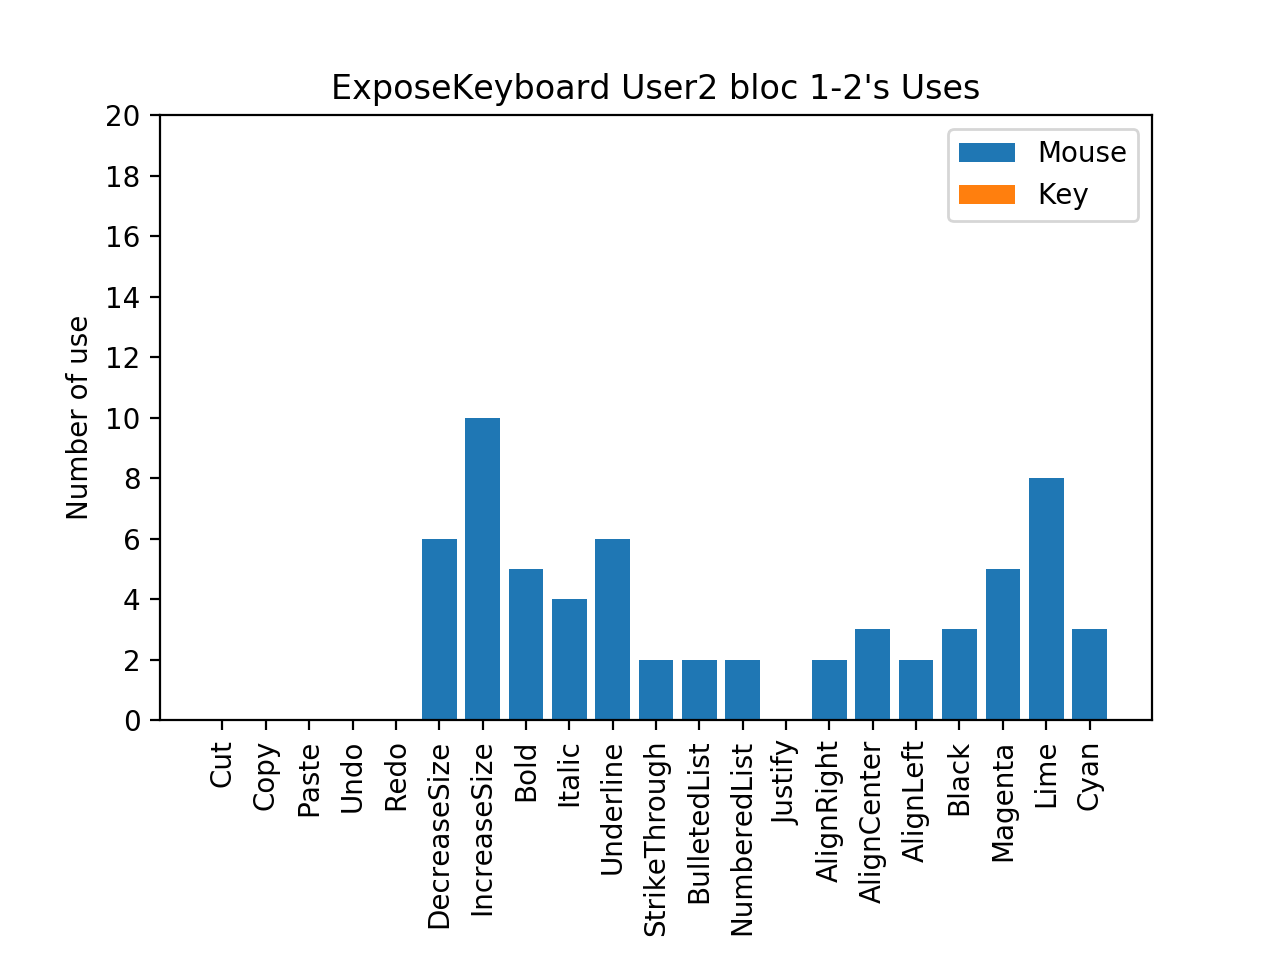 ExposeKeyboard User2 bloc 1-2's Uses
Mouse
Key
Number of use
20
18
16
14
12
10
8
6
4
2
0
Cut
Copy
Paste
Undo
Redo
DecreaseSize
IncreaseSize
Bold
Italic
Underline
StrikeThrough
BulletedList
NumberedList
Justify
AlignRight
AlignCenter
AlignLeft
Black
Magenta
Lime
Cyan